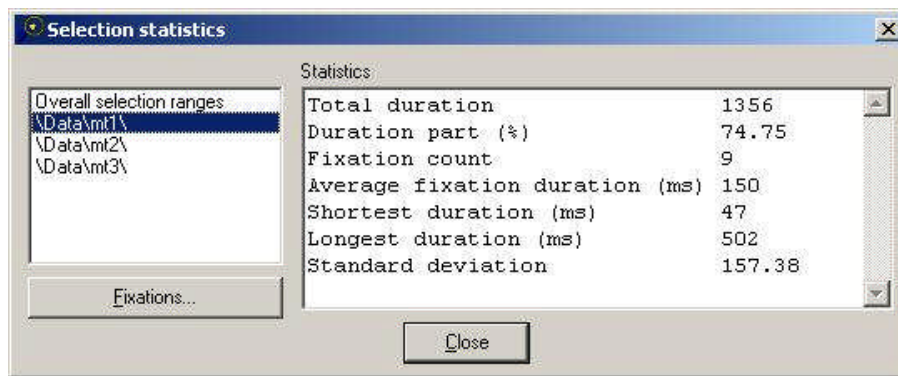 Selection statistics
Statistics
Overall selection ranges
\Data\mt1\
\Data\mt2\
\Data\mt3\
Total duration 1356
Duration part (%) 74.75
Fixation count 9
Average fixation duration (ms) 150
Shortest duration (ms) 47
Longest duration (ms) 502
Standard deviation 157.38
Fixations...
Close